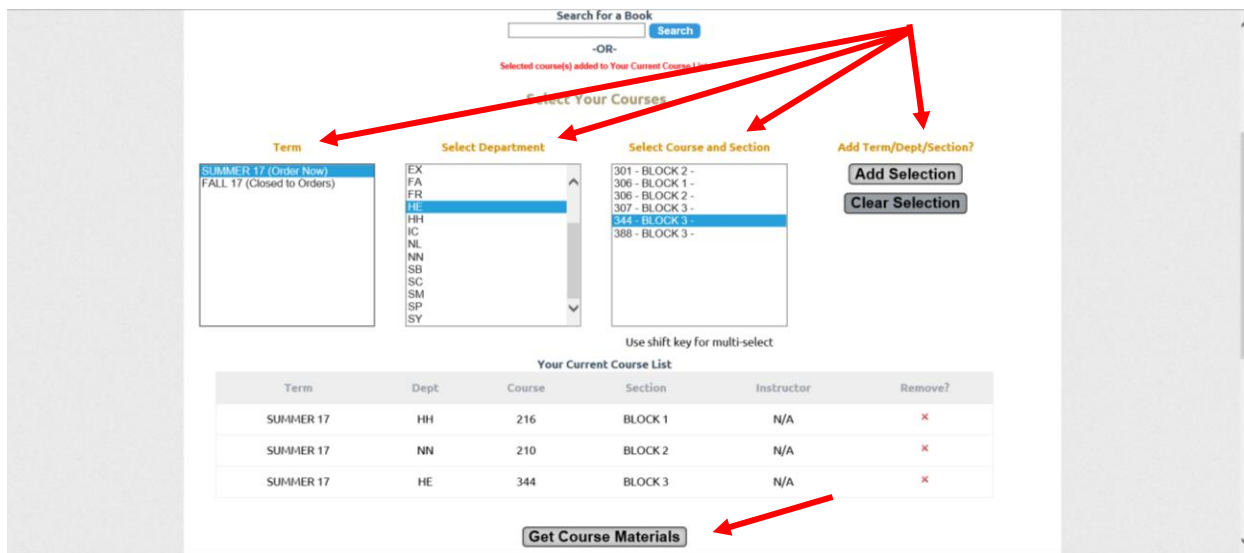 Search for a Book
Search
-OR-
Selected course(s) added to Your Current Course List
Select Your Courses
Term
Select Department
Select Course and Section
Add Term/Dept/Section?
SUMMER 17 (Order Now)
FALL 17 (Closed to Orders)
EX
FA
FR
HE
HH
IC
NL
NN
SB
SC
SM
SP
SY
301 - BLOCK 2 -
306 - BLOCK 1 -
306 - BLOCK 2 -
307 - BLOCK 3 -
344 - BLOCK 3 -
388 - BLOCK 3 -
Add Selection
Clear Selection
Use shift key for multi-select
Your Current Course List
Term Dept Course Section Instructor Remove?
SUMMER 17 HH 216 BLOCK 1 N/A ×
SUMMER 17 NN 210 BLOCK 2 N/A ×
SUMMER 17 HE 344 BLOCK 3 N/A ×
Get Course Materials